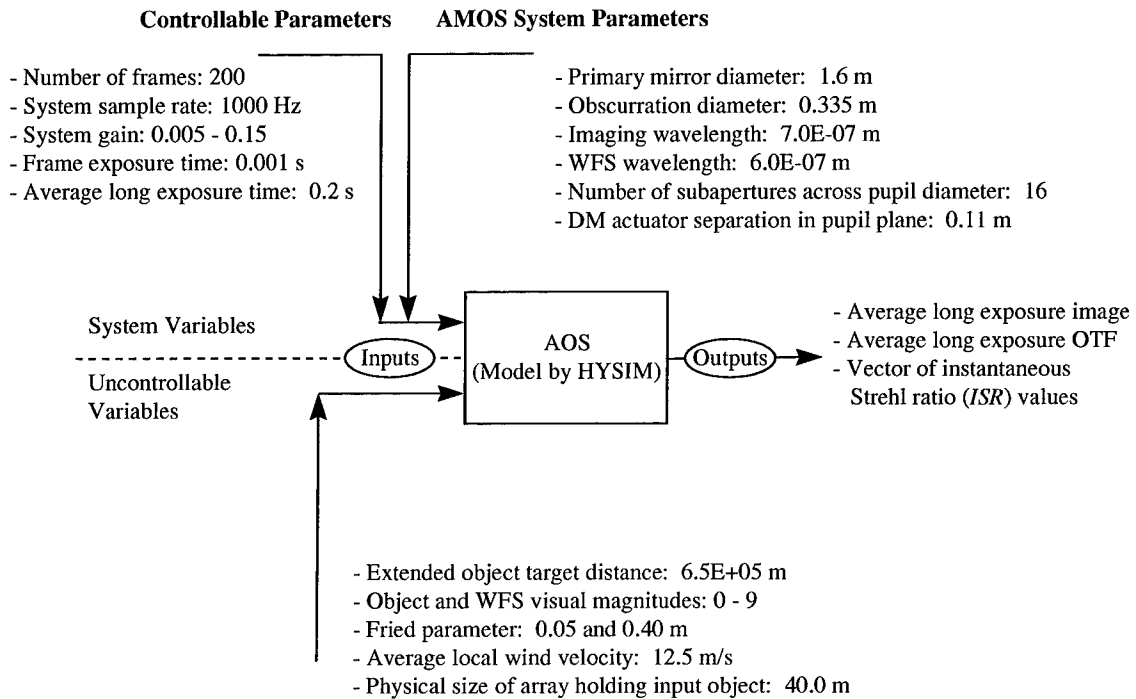 Controllable Parameters
AMOS System Parameters
- Number of frames: 200
- System sample rate: 1000 Hz
- System gain: 0.005 - 0.15
- Frame exposure time: 0.001 s
- Average long exposure time: 0.2 s
- Primary mirror diameter: 1.6 m
- Obscurration diameter: 0.335 m
- Imaging wavelength: 7.0E-07 m
- WFS wavelength: 6.0E-07 m
- Number of subapertures across pupil diameter: 16
- DM actuator separation in pupil plane: 0.11 m
System Variables
Uncontrollable
Variables
Inputs
AOS
(Model by HYSIM)
Outputs
- Average long exposure image
- Average long exposure OTF
- Vector of instantaneous
Strehl ratio (ISR) values
- Extended object target distance: 6.5E+05 m
- Object and WFS visual magnitudes: 0 - 9
- Fried parameter: 0.05 and 0.40 m
- Average local wind velocity: 12.5 m/s
- Physical size of array holding input object: 40.0 m